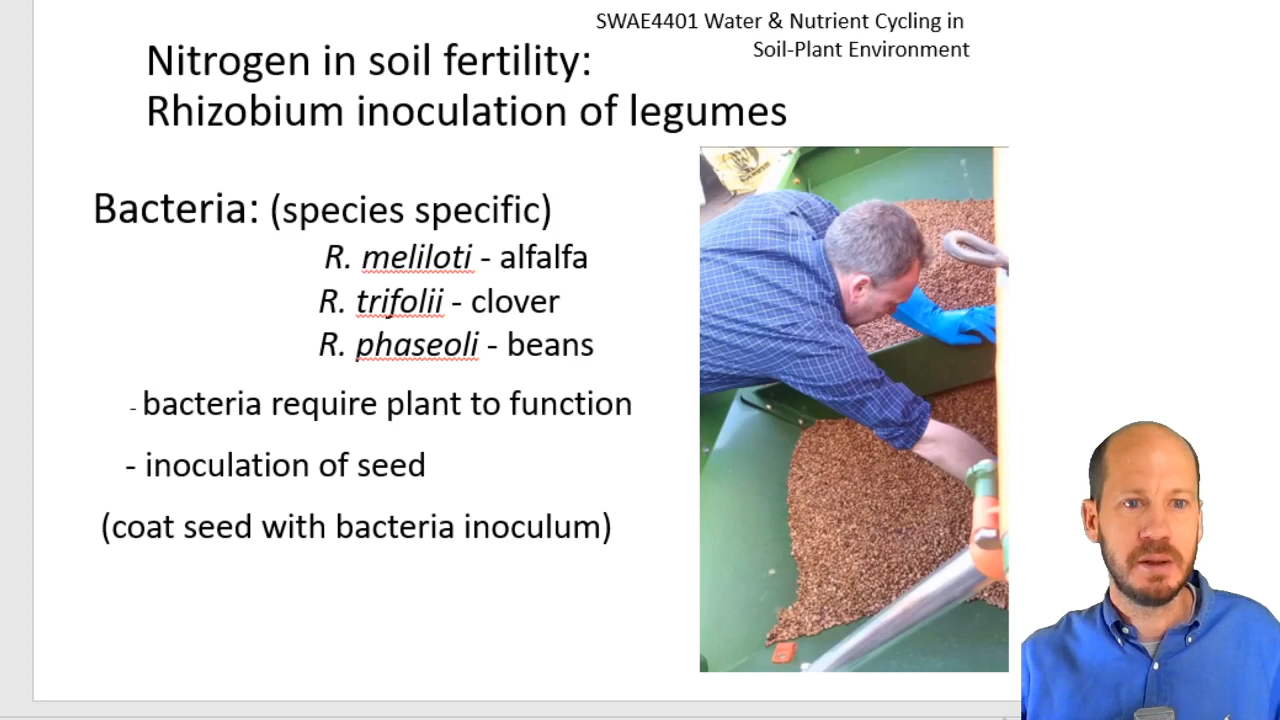 SWAE4401 Water & Nutrient Cycling in
Soil-Plant Environment
Nitrogen in soil fertility:
Rhizobium inoculation of legumes
Bacteria: (species specific)
R. meliloti - alfalfa
R. trifolii - clover
R. phaseoli - beans
- bacteria require plant to function
- inoculation of seed
(coat seed with bacteria inoculum)